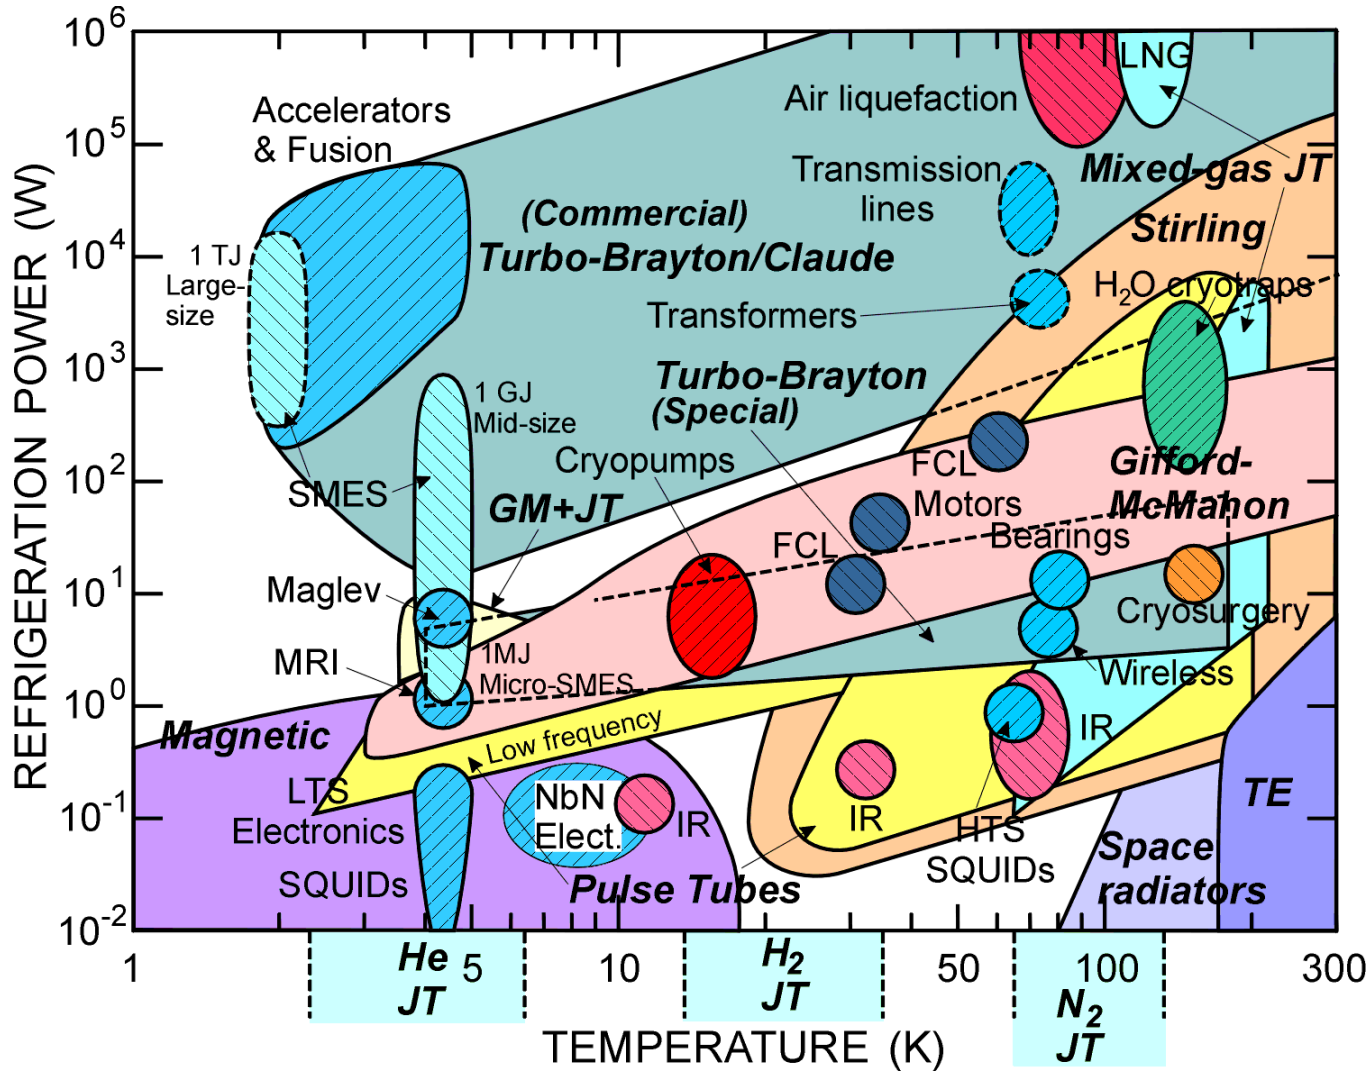 REFRIGERATION POWER (W)
10^6
10^5
10^4
10^3
10^2
10^1
10^0
10^-1
10^-2
Accelerators
& Fusion
Air liquefaction
LNG
Transmission
lines
Mixed-gas JT
(Commercial)
Turbo-Brayton/Claude
Stirling
1 TJ
Large-
size
H2O cryotraps
Transformers
Turbo-Brayton
(Special)
1 GJ
Mid-size
Cryopumps
SMES
GM+JT
FCL
Motors
Gifford-
McMahon
FCL
Bearings
Maglev
Cryosurgery
MRI
1MJ
Micro-SMES
Wireless
Magnetic
Low frequency
IR
LTS
Electronics
NbN
Elect.
IR
IR
HTS
SQUIDs
TE
SQUIDs
Pulse Tubes
Space
radiators
1
He
JT
5
10
H2
JT
50
100
300
N2
JT
TEMPERATURE (K)